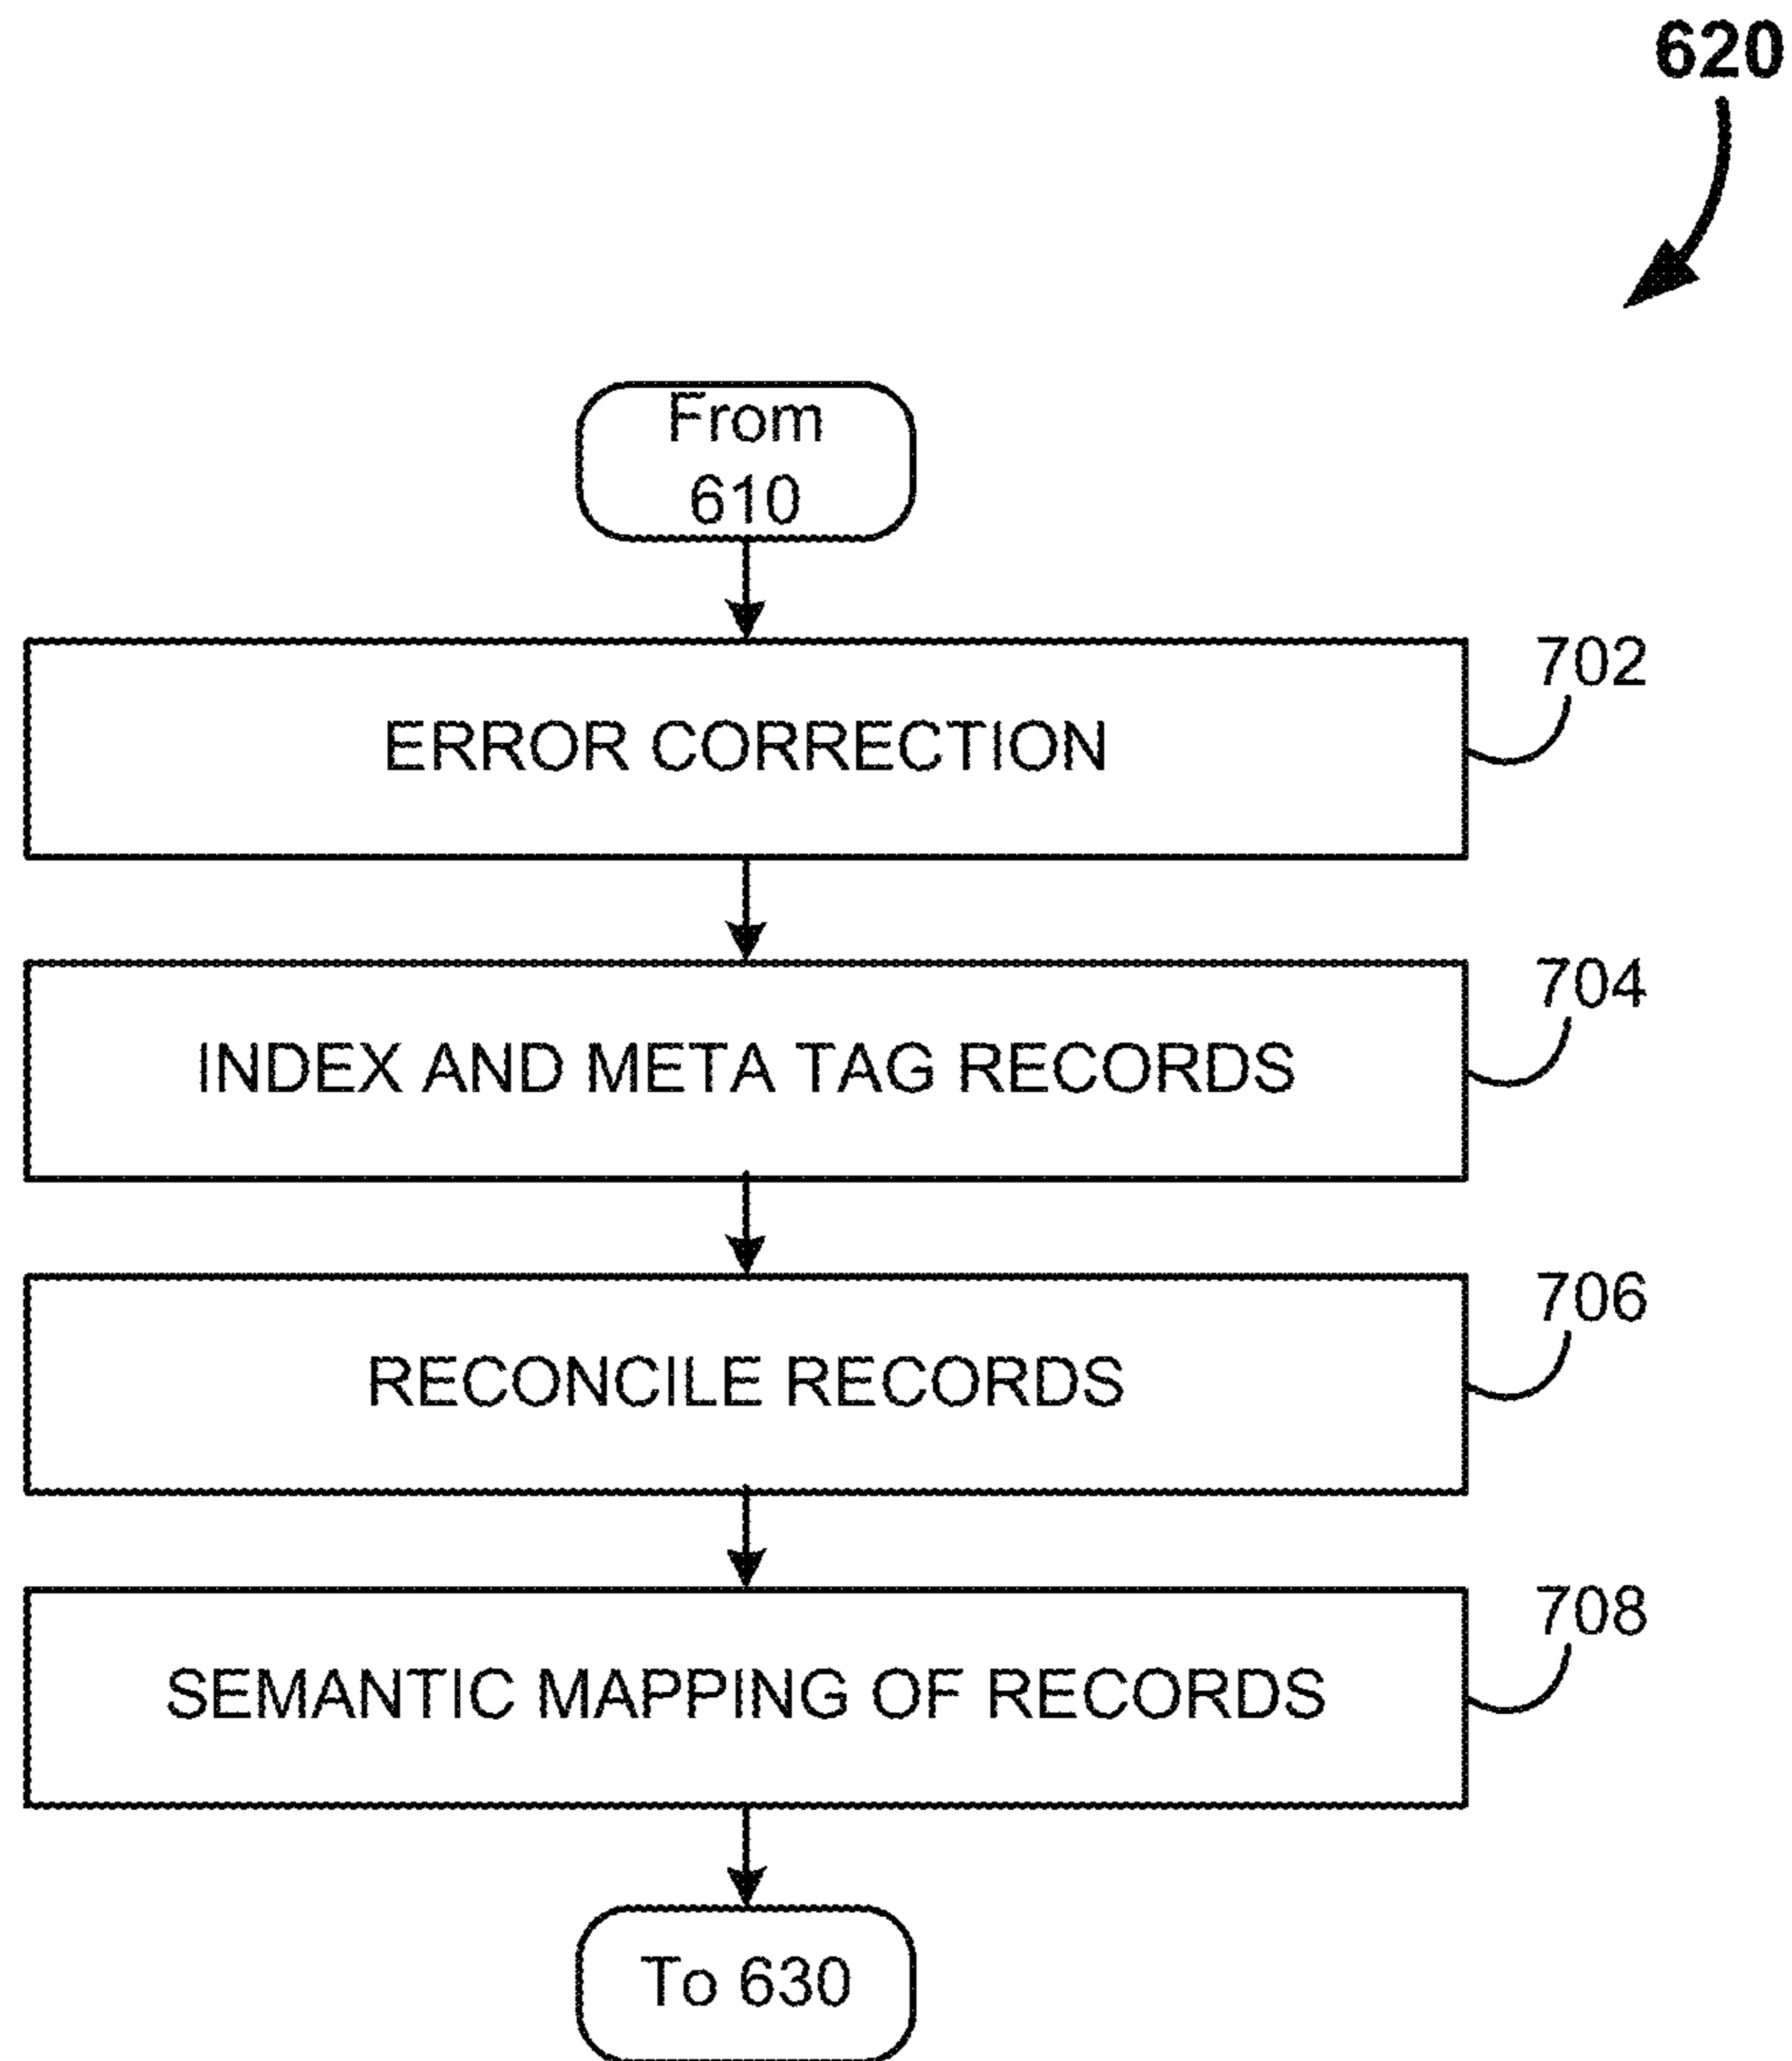 620
From
610
702
ERROR CORRECTION
704
INDEX AND META TAG RECORDS
706
RECONCILE RECORDS
708
SEMANTIC MAPPING OF RECORDS
To 630